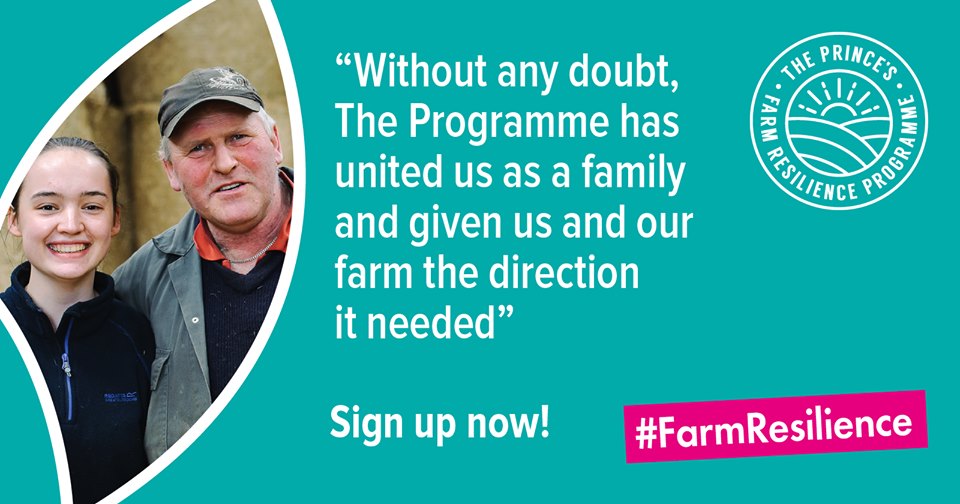 “Without any doubt,
The Programme has
united us as a family
and given us and our
farm the direction
it needed”
Sign up now!
#FarmResilience
THE PRINCE'S
FARM RESILIENCE PROGRAMME